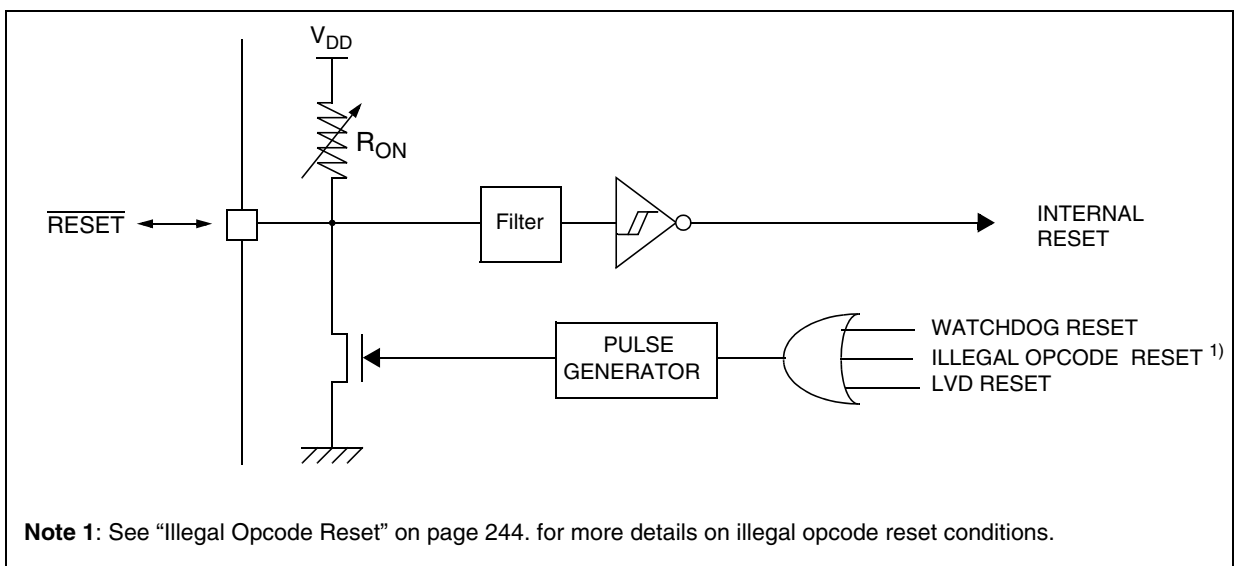 VDD
RON
RESET
Filter
INTERNAL
RESET
PULSE
GENERATOR
WATCHDOG RESET
ILLEGAL OPCODE RESET 1)
LVD RESET
Note 1: See “Illegal Opcode Reset” on page 244. for more details on illegal opcode reset conditions.